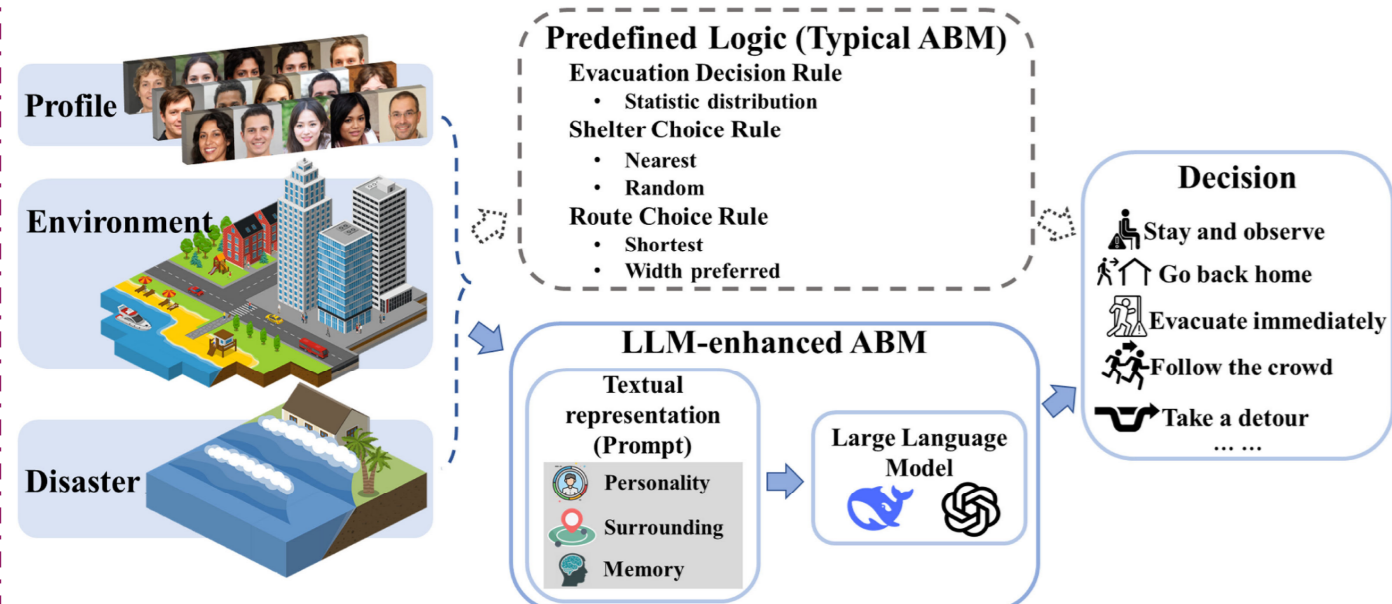 Profile
Environment
Disaster
Predefined Logic (Typical ABM)
Evacuation Decision Rule
• Statistic distribution
Shelter Choice Rule
• Nearest
• Random
Route Choice Rule
• Shortest
• Width preferred
LLM-enhanced ABM
Textual
representation
(Prompt)
Personality
Surrounding
Memory
Large Language
Model
Decision
Stay and observe
Go back home
Evacuate immediately
Follow the crowd
Take a detour
... ...